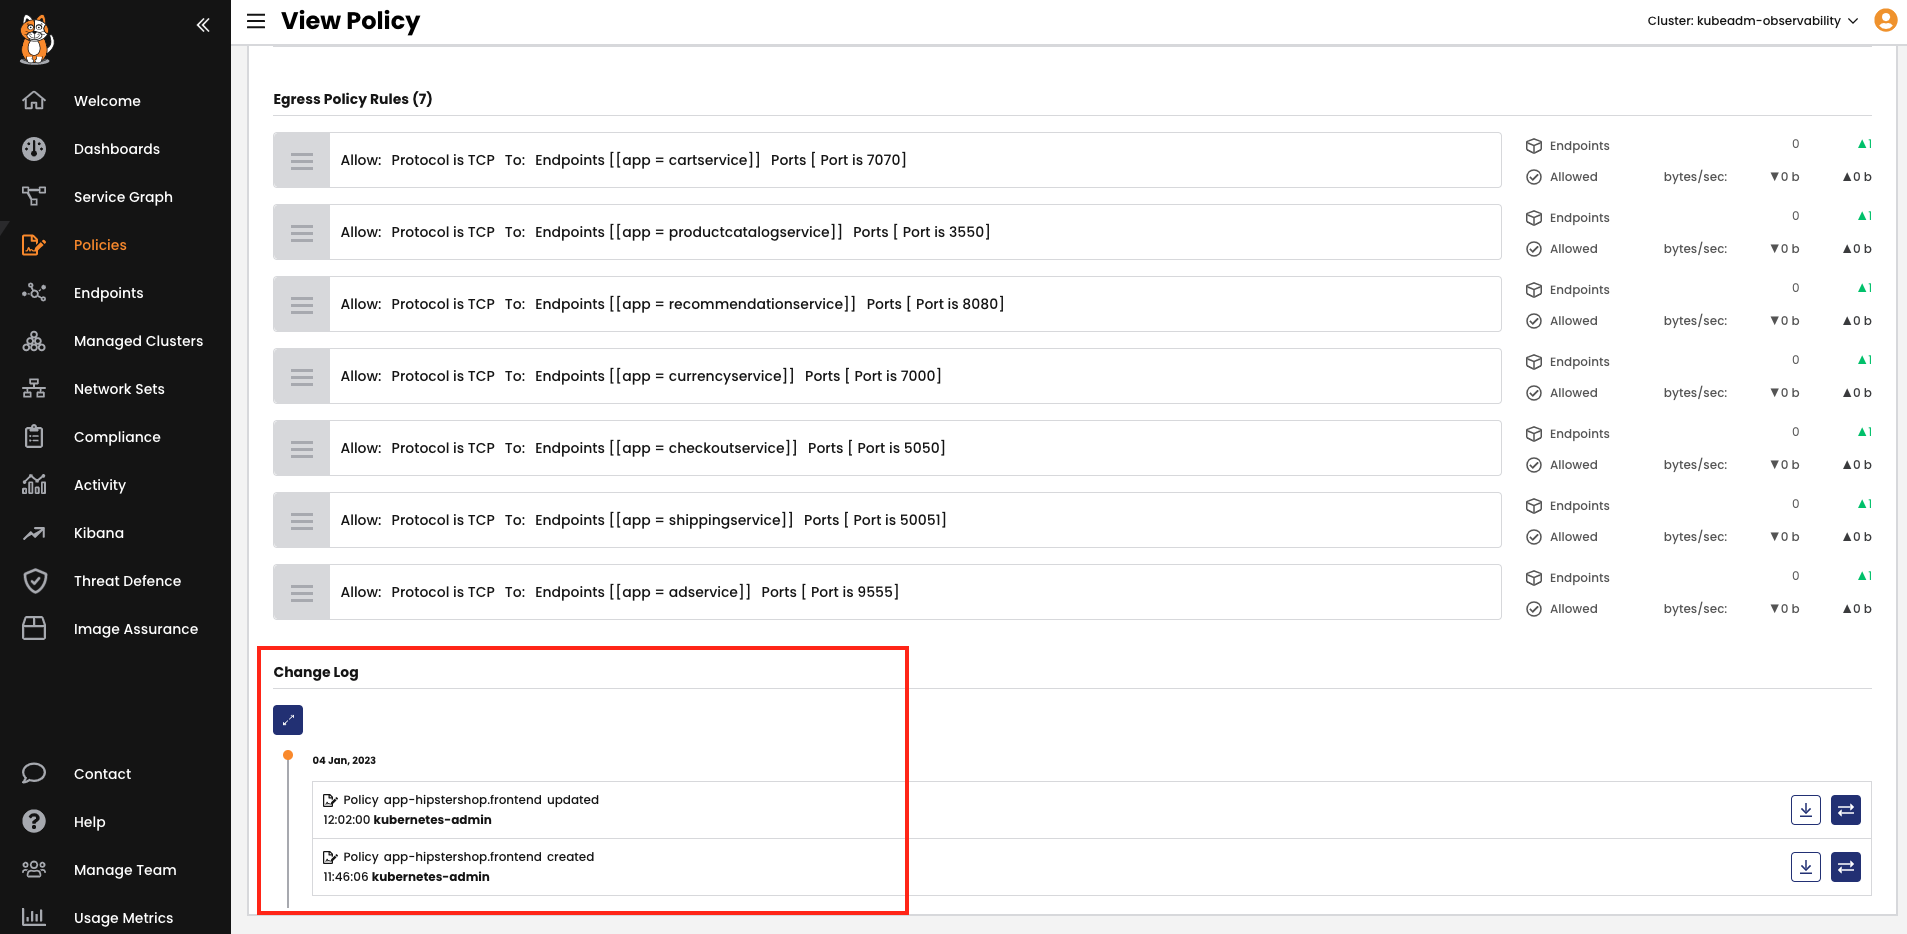 View Policy
Cluster: kubeadm-observability
Welcome
Dashboards
Service Graph
Policies
Endpoints
Managed Clusters
Network Sets
Compliance
Activity
Kibana
Threat Defence
Image Assurance
Contact
Help
Manage Team
Usage Metrics
Egress Policy Rules (7)
Allow: Protocol is TCP To: Endpoints [[app = cartservice]] Ports [ Port is 7070]
Endpoints 0 ▲1
Allowed bytes/sec: ▼0 b ▲0 b
Allow: Protocol is TCP To: Endpoints [[app = productcatalogservice]] Ports [ Port is 3550]
Endpoints 0 ▲1
Allowed bytes/sec: ▼0 b ▲0 b
Allow: Protocol is TCP To: Endpoints [[app = recommendationservice]] Ports [ Port is 8080]
Endpoints 0 ▲1
Allowed bytes/sec: ▼0 b ▲0 b
Allow: Protocol is TCP To: Endpoints [[app = currencyservice]] Ports [ Port is 7000]
Endpoints 0 ▲1
Allowed bytes/sec: ▼0 b ▲0 b
Allow: Protocol is TCP To: Endpoints [[app = checkoutservice]] Ports [ Port is 5050]
Endpoints 0 ▲1
Allowed bytes/sec: ▼0 b ▲0 b
Allow: Protocol is TCP To: Endpoints [[app = shippingservice]] Ports [ Port is 50051]
Endpoints 0 ▲1
Allowed bytes/sec: ▼0 b ▲0 b
Allow: Protocol is TCP To: Endpoints [[app = adservice]] Ports [ Port is 9555]
Endpoints 0 ▲1
Allowed bytes/sec: ▼0 b ▲0 b
Change Log
04 Jan, 2023
Policy app-hipstershop.frontend updated
12:02:00 kubernetes-admin
Policy app-hipstershop.frontend created
11:46:06 kubernetes-admin